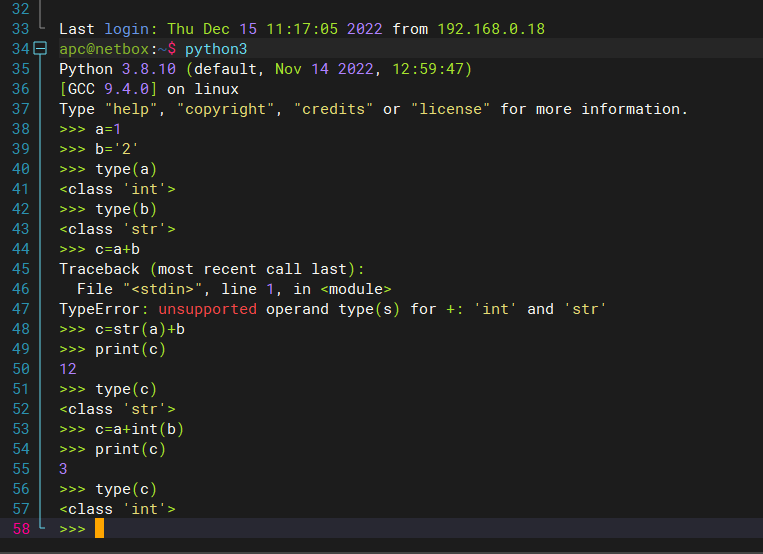 32
33 Last login: Thu Dec 15 11:17:05 2022 from 192.168.0.18
34 apc@netbox:~$ python3
35 Python 3.8.10 (default, Nov 14 2022, 12:59:47)
36 [GCC 9.4.0] on linux
37 Type "help", "copyright", "credits" or "license" for more information.
38 >>> a=1
39 >>> b='2'
40 >>> type(a)
41 <class 'int'>
42 >>> type(b)
43 <class 'str'>
44 >>> c=a+b
45 Traceback (most recent call last):
46   File "<stdin>", line 1, in <module>
47 TypeError: unsupported operand type(s) for +: 'int' and 'str'
48 >>> c=str(a)+b
49 >>> print(c)
50 12
51 >>> type(c)
52 <class 'str'>
53 >>> c=a+int(b)
54 >>> print(c)
55 3
56 >>> type(c)
57 <class 'int'>
58 >>>